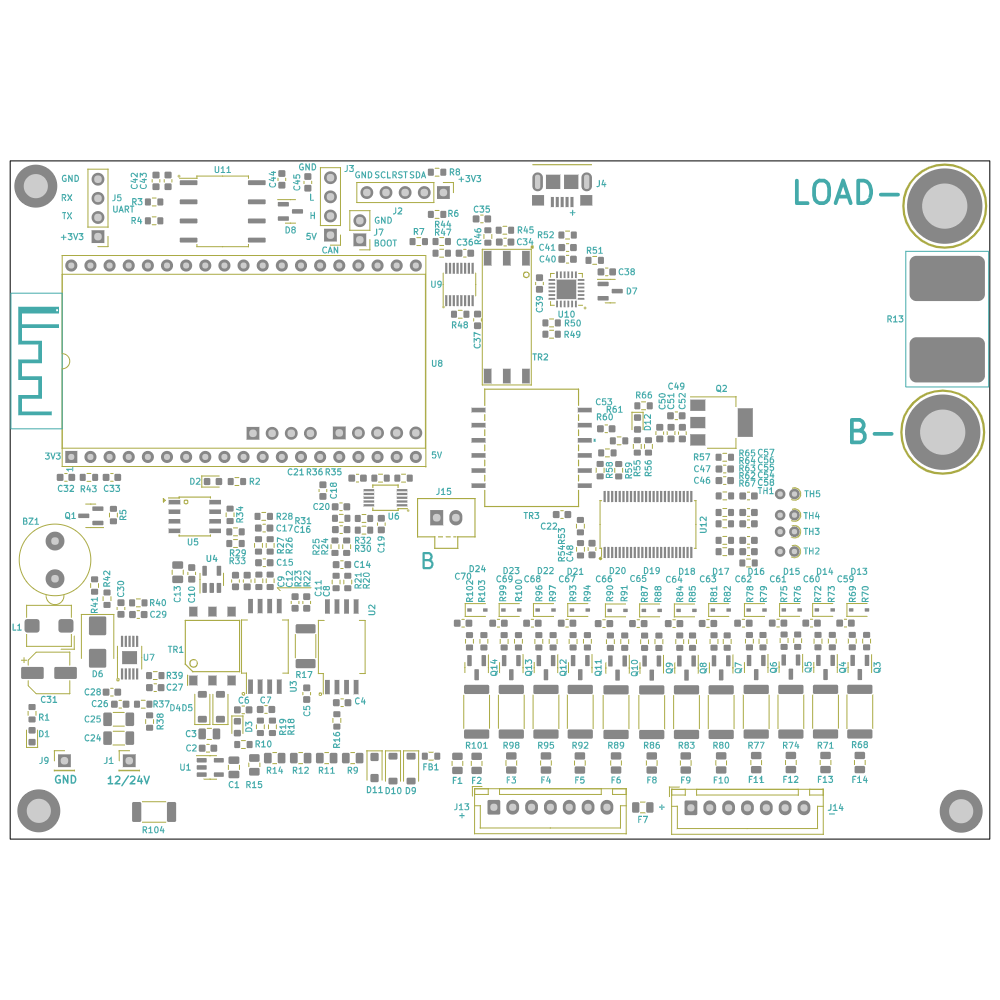 GND
RX
TX
+3V3
J5
UART
C42
C43
R3
R4
U11
C44
C45
D8
GND
J3
L
H
5V
CAN
GND SCL RST SDA
+3V3
R8
J2
GND
J7
BOOT
R6
R44
R7
R47
C35
R46
R45
C34
C36
J4
+
R52
C41
C40
R51
C38
D7
C39
U10
R50
R49
U9
R48
C37
TR2
LOAD-
R13
B-
U8
3V3
1
5V
C32
R43
C33
D2
R2
C21
R36
R35
C18
C20
U6
C19
J15
B
TR3
C22
C53
R60
R61
R66
D12
C49
C50
C51
C52
Q2
R58
R59
R55
R56
R57
C47
C46
R65
R64
R63
R62
R67
C57
C56
C55
C54
C58
TH1
TH5
TH4
TH3
TH2
U12
R53
R54
C48
BZ1
Q1
R5
U5
R34
R29
R33
R28
C17
R31
C16
R27
R26
C15
R25
R24
R32
R30
C14
U4
C13
C10
C9
C12
R23
R22
C11
C8
R21
R20
U2
R41
R42
C30
R40
C29
L1
D6
U7
R39
C27
C31
+
C28
C26
C25
C24
R37
R38
R1
D1
J9
GND
J1
12/24V
R104
TR1
R17
U3
C5
C4
R16
D4
D5
C6
C7
D3
R19
R18
C3
C2
R10
U1
C1
R15
R14
R12
R11
R9
D11
D10
D9
FB1
D24
D23
D22
D21
D20
D19
D18
D17
D16
D15
D14
D13
C70
C69
C68
C67
C66
C65
C64
C63
C62
C61
C60
C59
R102
R103
R99
R100
R96
R97
R93
R94
R90
R91
R87
R88
R84
R85
R81
R82
R78
R79
R75
R76
R72
R73
R69
R70
Q14
Q13
Q12
Q11
Q10
Q9
Q8
Q7
Q6
Q5
Q4
Q3
R101
R98
R95
R92
R89
R86
R83
R80
R77
R74
R71
R68
F1
F2
F3
F4
F5
F6
F8
F9
F10
F11
F12
F13
F14
J13
+
F7
+
J14
-